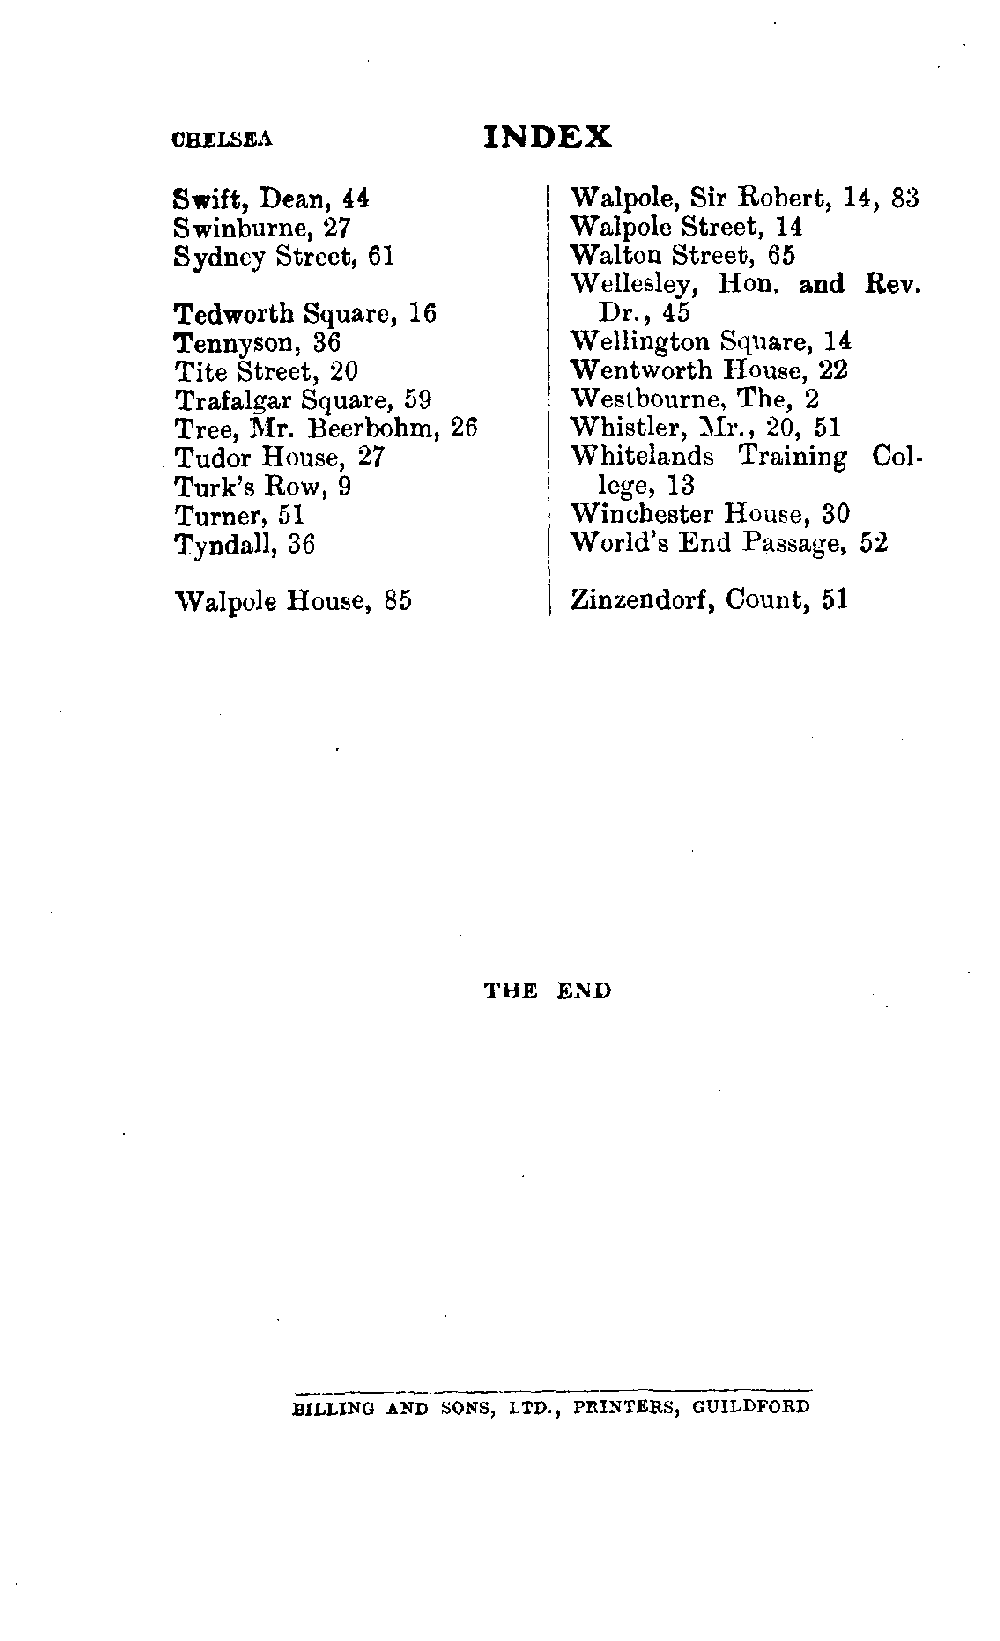 CHELSEA
INDEX
Swift, Dean, 44
Swinburne, 27
Sydney Street, 61
Tedworth Square, 16
Tennyson, 36
Tite Street, 20
Trafalgar Square, 59
Tree, Mr. Beerbohm, 26
Tudor House, 27
Turk's Row, 9
Turner, 51
Tyndall, 36
Walpole House, 85
Walpole, Sir Robert, 14, 83
Walpole Street, 14
Walton Street, 65
Wellesley, Hon. and Rev.
Dr., 45
Wellington Square, 14
Wentworth House, 22
Westbourne, The, 2
Whistler, Mr., 20, 51
Whitelands Training Col-
lege, 13
Winchester House, 30
World's End Passage, 52
Zinzendorf, Count, 51
THE END
BILLING AND SONS, LTD., PRINTERS, GUILDFORD